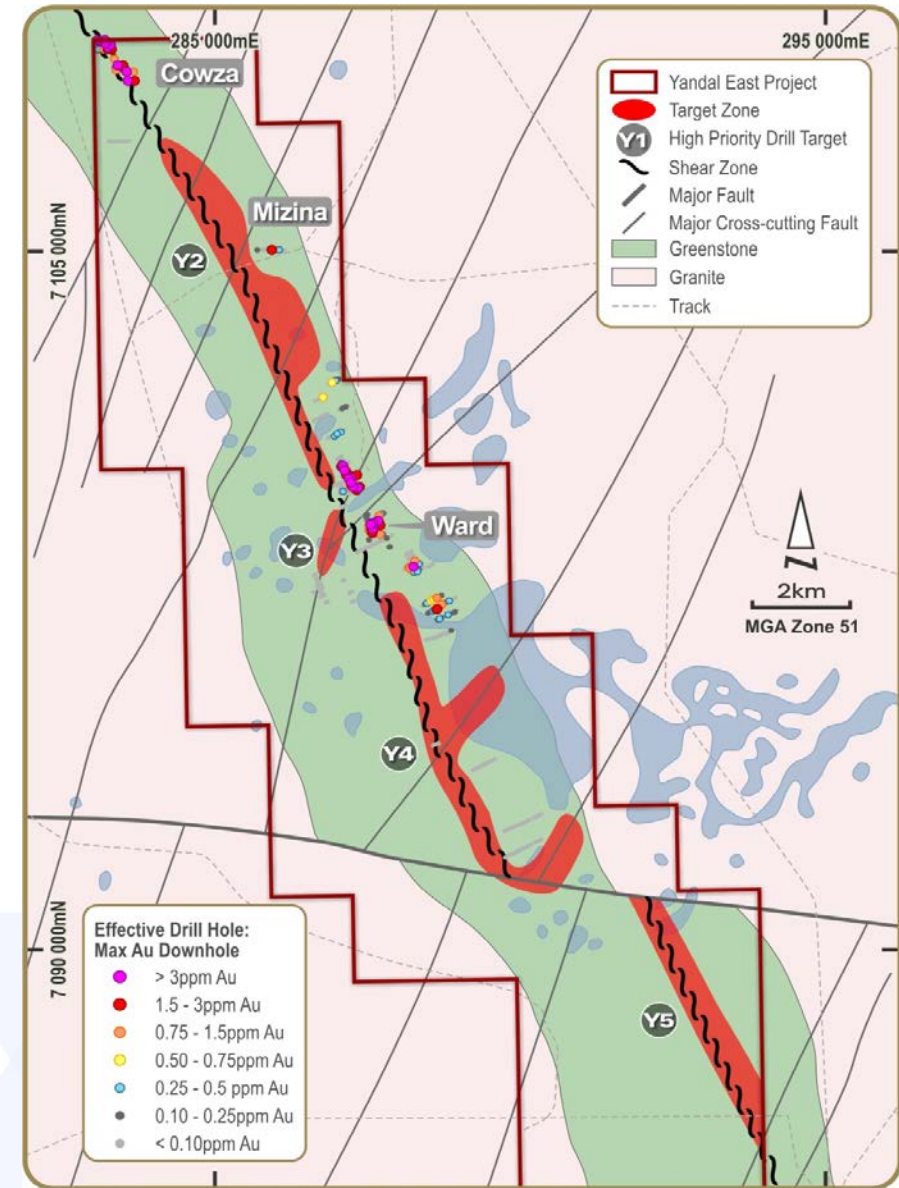 285 000mE
295 000mE
Cowza
Yandal East Project
Target Zone
Y1
High Priority Drill Target
Shear Zone
Major Fault
Major Cross-cutting Fault
Greenstone
Granite
Track
Mizina
Y2
7 105 000mN
Ward
Y3
N
2km
MGA Zone 51
Y4
7 090 000mN
Effective Drill Hole:
Max Au Downhole
> 3ppm Au
1.5 - 3ppm Au
0.75 - 1.5ppm Au
0.50 - 0.75ppm Au
0.25 - 0.5 ppm Au
0.10 - 0.25ppm Au
< 0.10ppm Au
Y5